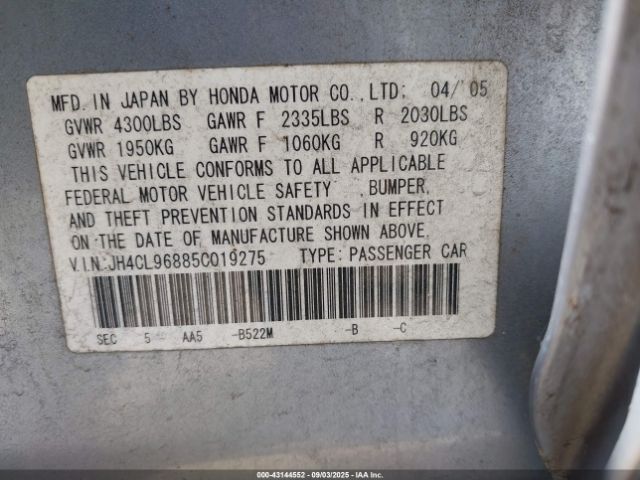 MFD. IN JAPAN BY HONDA MOTOR CO., LTD: 04/'05
GVWR 4300LBS GAWR F 2335LBS R 2030LBS
GVWR 1950KG GAWR F 1060KG R 920KG
THIS VEHICLE CONFORMS TO ALL APPLICABLE
FEDERAL MOTOR VEHICLE SAFETY , BUMPER,
AND THEFT PREVENTION STANDARDS IN EFFECT
ON THE DATE OF MANUFACTURE SHOWN ABOVE.
V.I.N: JH4CL96885C019275 TYPE: PASSENGER CAR
SEC 5 AA5 -B522M -B -C
000-43144552 - 09/03/2025 - IAAI Inc.